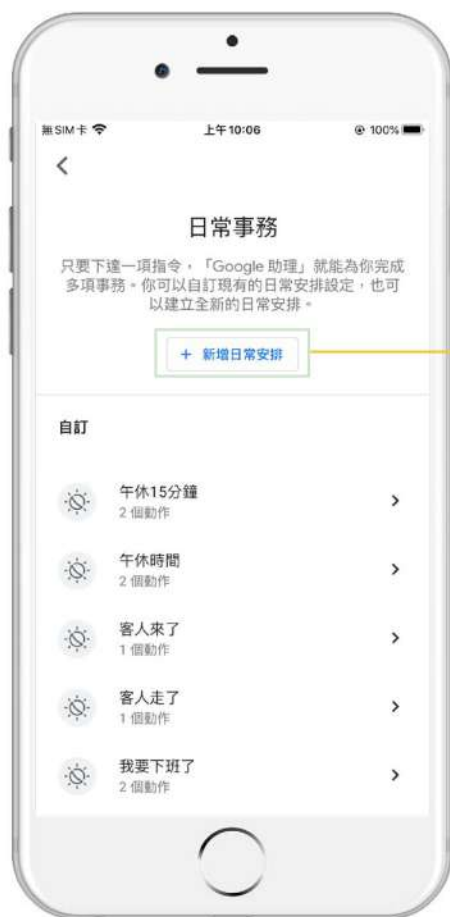 無SIM卡 上午10:06 100%
日常事務
只要下達一項指令，「Google 助理」就能為你完成
多項事務。你可以自訂現有的日常安排設定，也可
以建立全新的日常安排。
+ 新增日常安排
自訂
午休15分鐘
2 個動作
午休時間
2 個動作
客人來了
1 個動作
客人走了
1 個動作
我要下班了
2 個動作